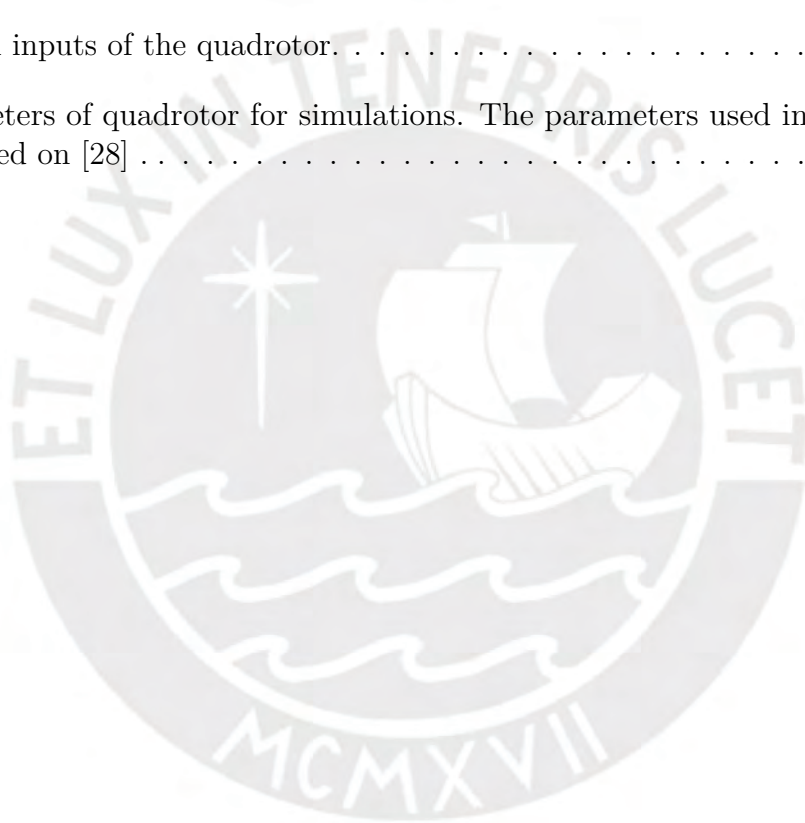 inputs of the quadrotor. . . . . . . . . . . . . . . . . . . .
eters of quadrotor for simulations. The parameters used in
ed on [28] . . . . . . . . . . . . . . . . . . . . . . . . . . . . . .
ET LUX IN TENEBRIS LUCET
MCMXVII